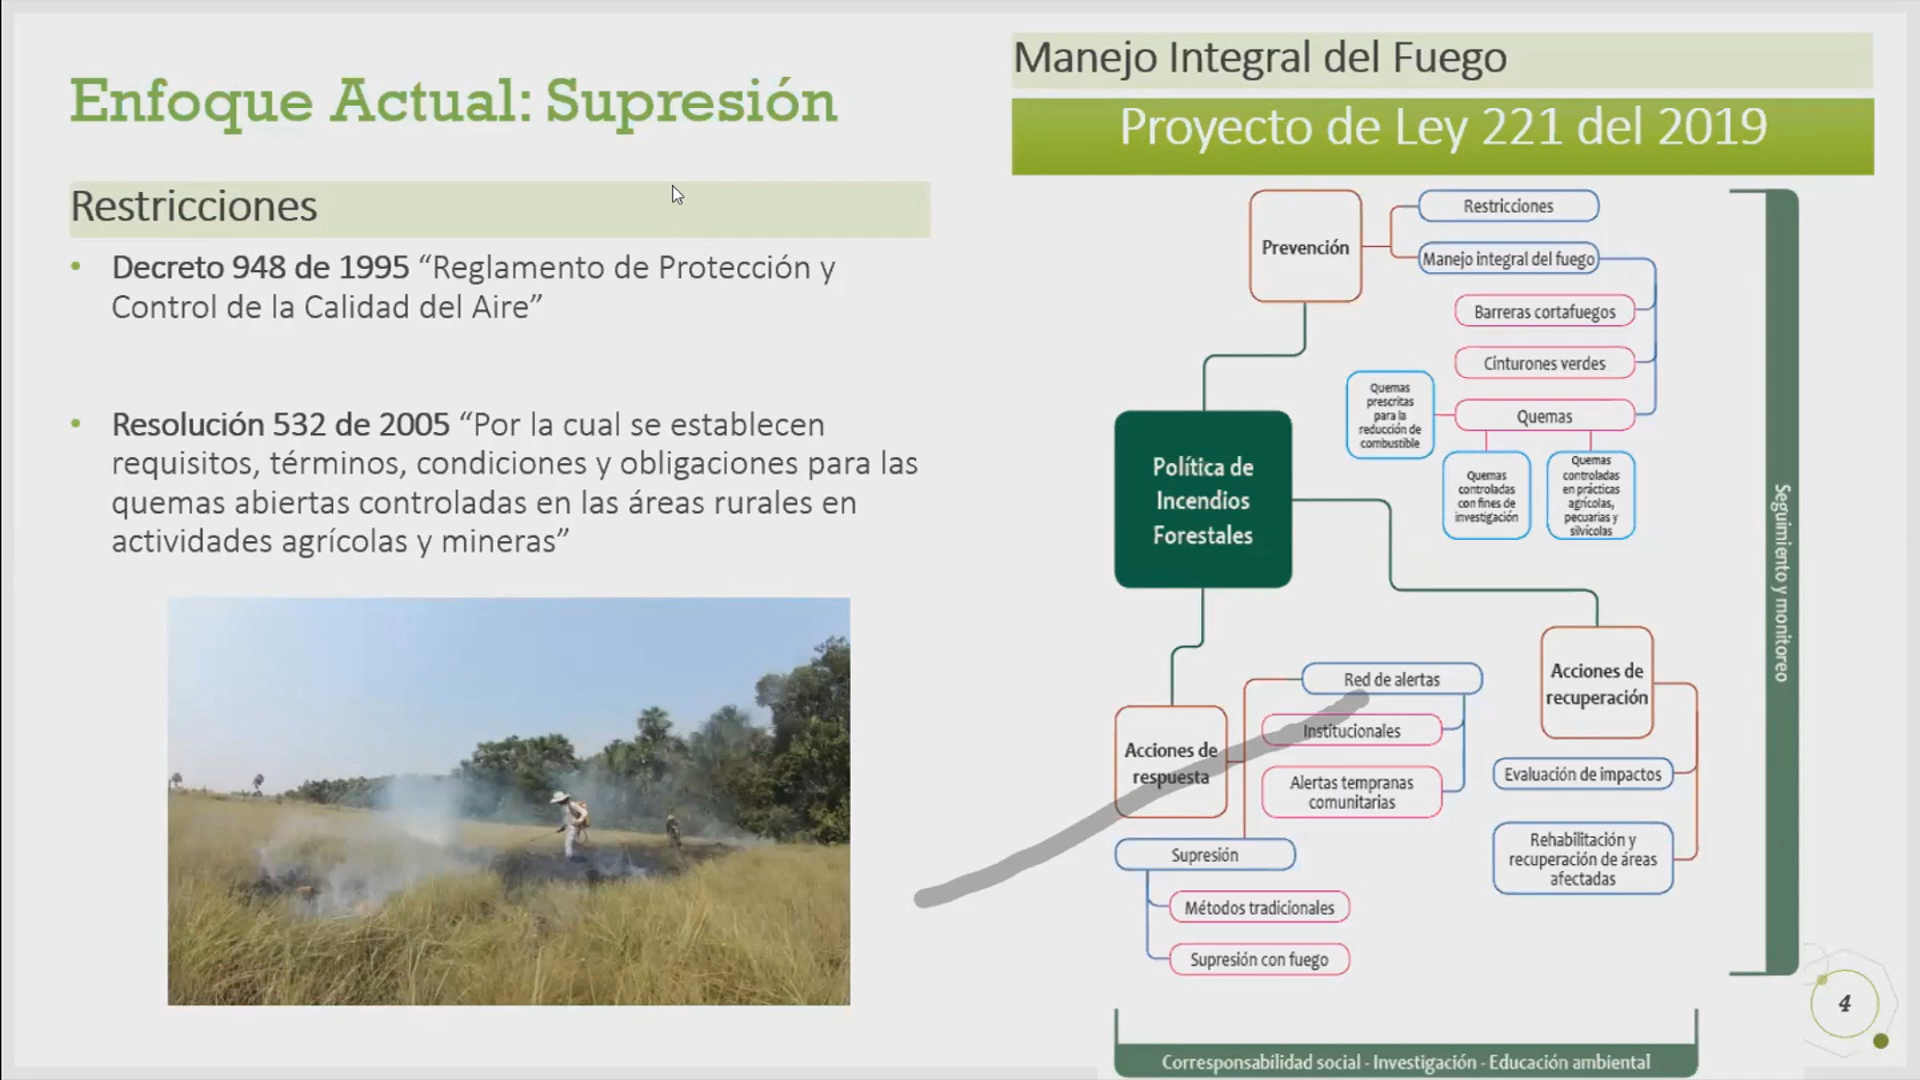 Enfoque Actual: Supresión
Restricciones
• Decreto 948 de 1995 “Reglamento de Protección y
Control de la Calidad del Aire”
• Resolución 532 de 2005 “Por la cual se establecen
requisitos, términos, condiciones y obligaciones para las
quemas abiertas controladas en las áreas rurales en
actividades agrícolas y mineras”
Manejo Integral del Fuego
Proyecto de Ley 221 del 2019
Prevención
Restricciones
Manejo integral del fuego
Barreras cortafuegos
Cinturones verdes
Quemas
Quemas
prescritas
para la
reducción de
combustible
Quemas
controladas
con fines de
investigación
Quemas
controladas
en prácticas
agrícolas,
pecuarias y
silvícolas
Política de
Incendios
Forestales
Acciones de
respuesta
Red de alertas
Institucionales
Alertas tempranas
comunitarias
Supresión
Métodos tradicionales
Supresión con fuego
Acciones de
recuperación
Evaluación de impactos
Rehabilitación y
recuperación de áreas
afectadas
Seguimiento y monitoreo
Corresponsabilidad social - Investigación - Educación ambiental
4